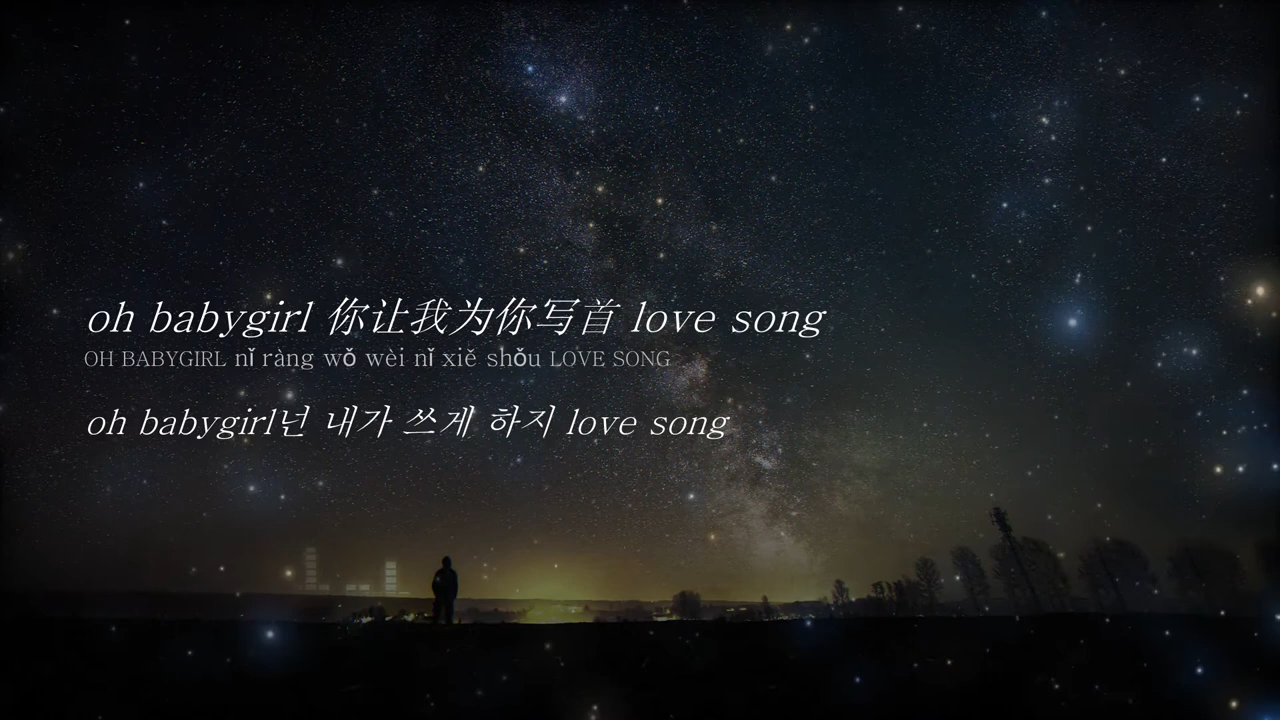 oh babygirl 你让我为你写首 love song
OH BABYGIRL nǐ ràng wǒ wèi nǐ xiě shǒu LOVE SONG
oh babygirl넌 내가 쓰게 하지 love song